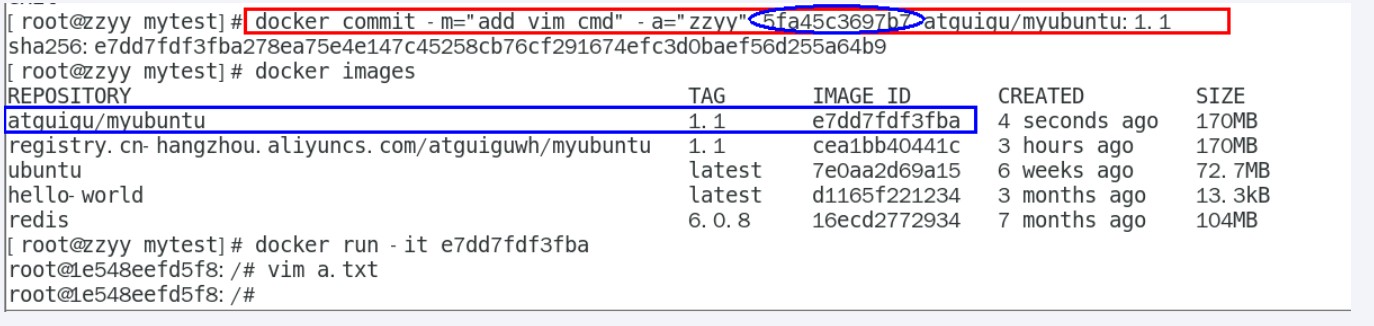 [root@zzyy mytest]# docker commit -m="add vim cmd" -a="zzyy" 5fa45c3697b7 atguigu/myubuntu:1.1
sha256:e7dd7fdf3fba278ea75e4e147c45258cb76cf291674efc3d0baef56d255a64b9
[root@zzyy mytest]# docker images
REPOSITORY TAG IMAGE ID CREATED SIZE
atguigu/myubuntu 1.1 e7dd7fdf3fba 4 seconds ago 170MB
registry.cn-hangzhou.aliyuncs.com/atguiguwh/myubuntu 1.1 cea1bb40441c 3 hours ago 170MB
ubuntu latest 7e0aa2d69a15 6 weeks ago 72.7MB
hello-world latest d1165f221234 3 months ago 13.3kB
redis 6.0.8 16ecd2772934 7 months ago 104MB
[root@zzyy mytest]# docker run -it e7dd7fdf3fba
root@1e548eefd5f8:/# vim a.txt
root@1e548eefd5f8:/#